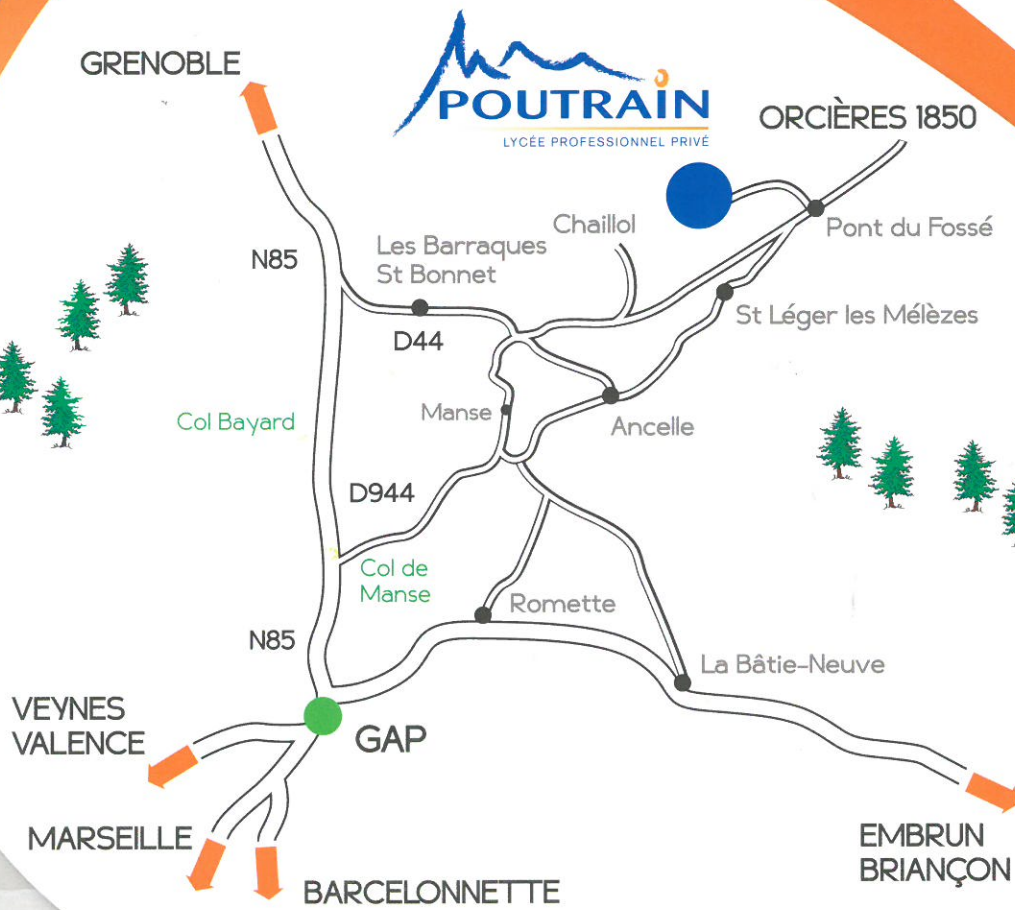 GRENOBLE
POUTRAIN
LYCÉE PROFESSIONNEL PRIVÉ
ORCIÈRES 1850
Chaillol
Pont du Fossé
Les Barraques
St Bonnet
N85
St Léger les Mélèzes
D44
Manse
Ancelle
Col Bayard
D944
Col de
Manse
Romette
N85
La Bâtie-Neuve
VEYNES
VALENCE
GAP
MARSEILLE
EMBRUN
BRIANÇON
BARCELONNETTE